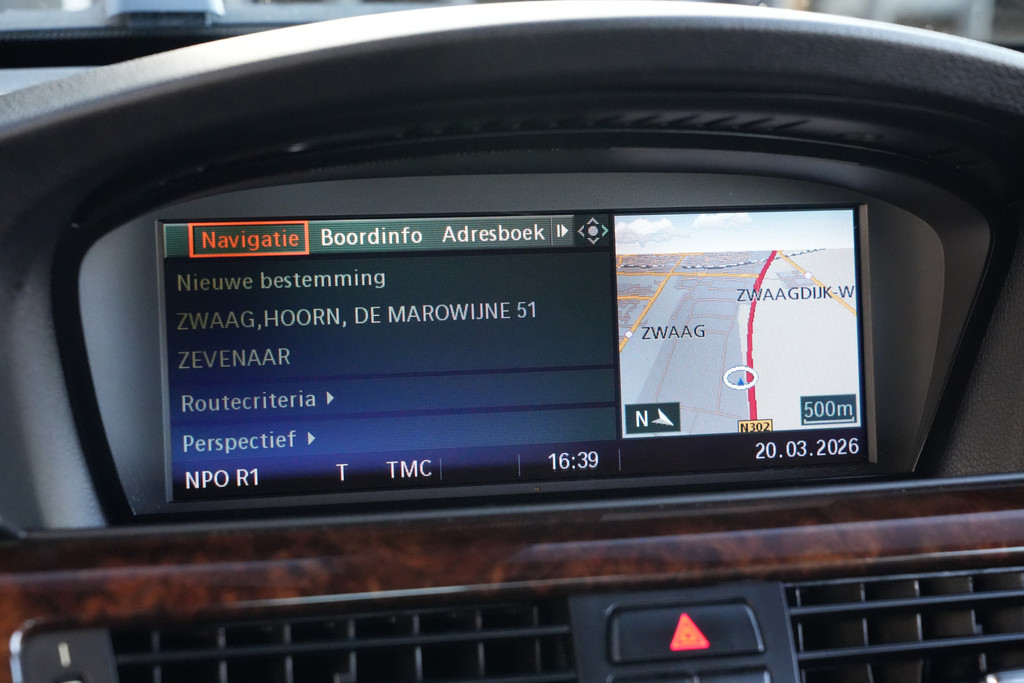 Navigatie Boordinfo Adresboek
Nieuwe bestemming
ZWAAG,HOORN, DE MAROWIJNE 51
ZEVENAAR
Routecriteria
Perspectief
NPO R1 T TMC 16:39 20.03.2026
ZWAAGDIJK-W
ZWAAG
N
500m
N302